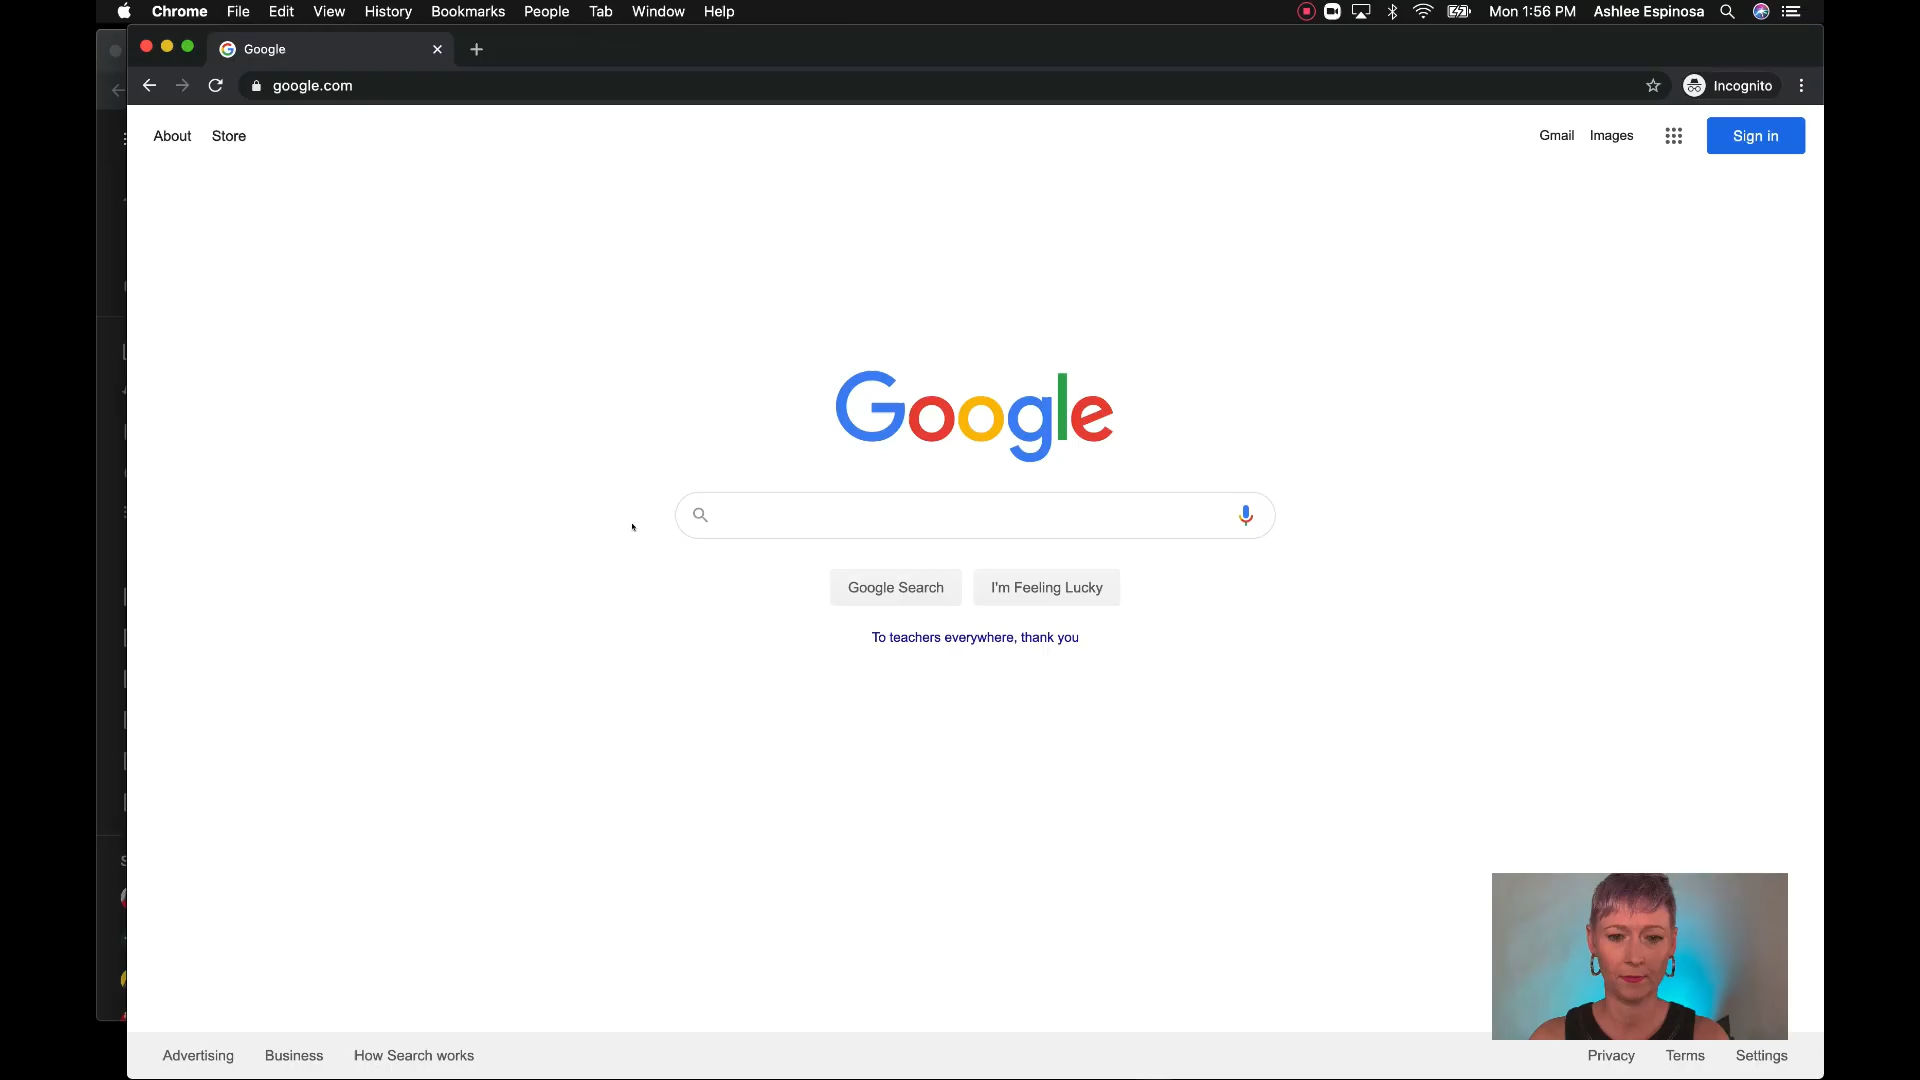 Chrome File Edit View History Bookmarks People Tab Window Help Mon 1:56 PM Ashlee Espinosa
Google
google.com Incognito
About Store Gmail Images Sign in
Google
Google Search I'm Feeling Lucky
To teachers everywhere, thank you
Advertising Business How Search works Privacy Terms Settings